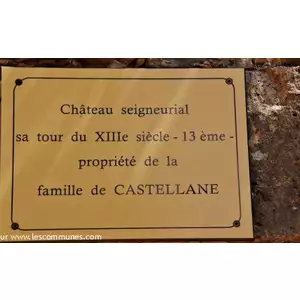 Château seigneurial
sa tour du XIIIe siècle - 13 ème -
propriété de la
famille de CASTELLANE
ur www.lescommunes.com